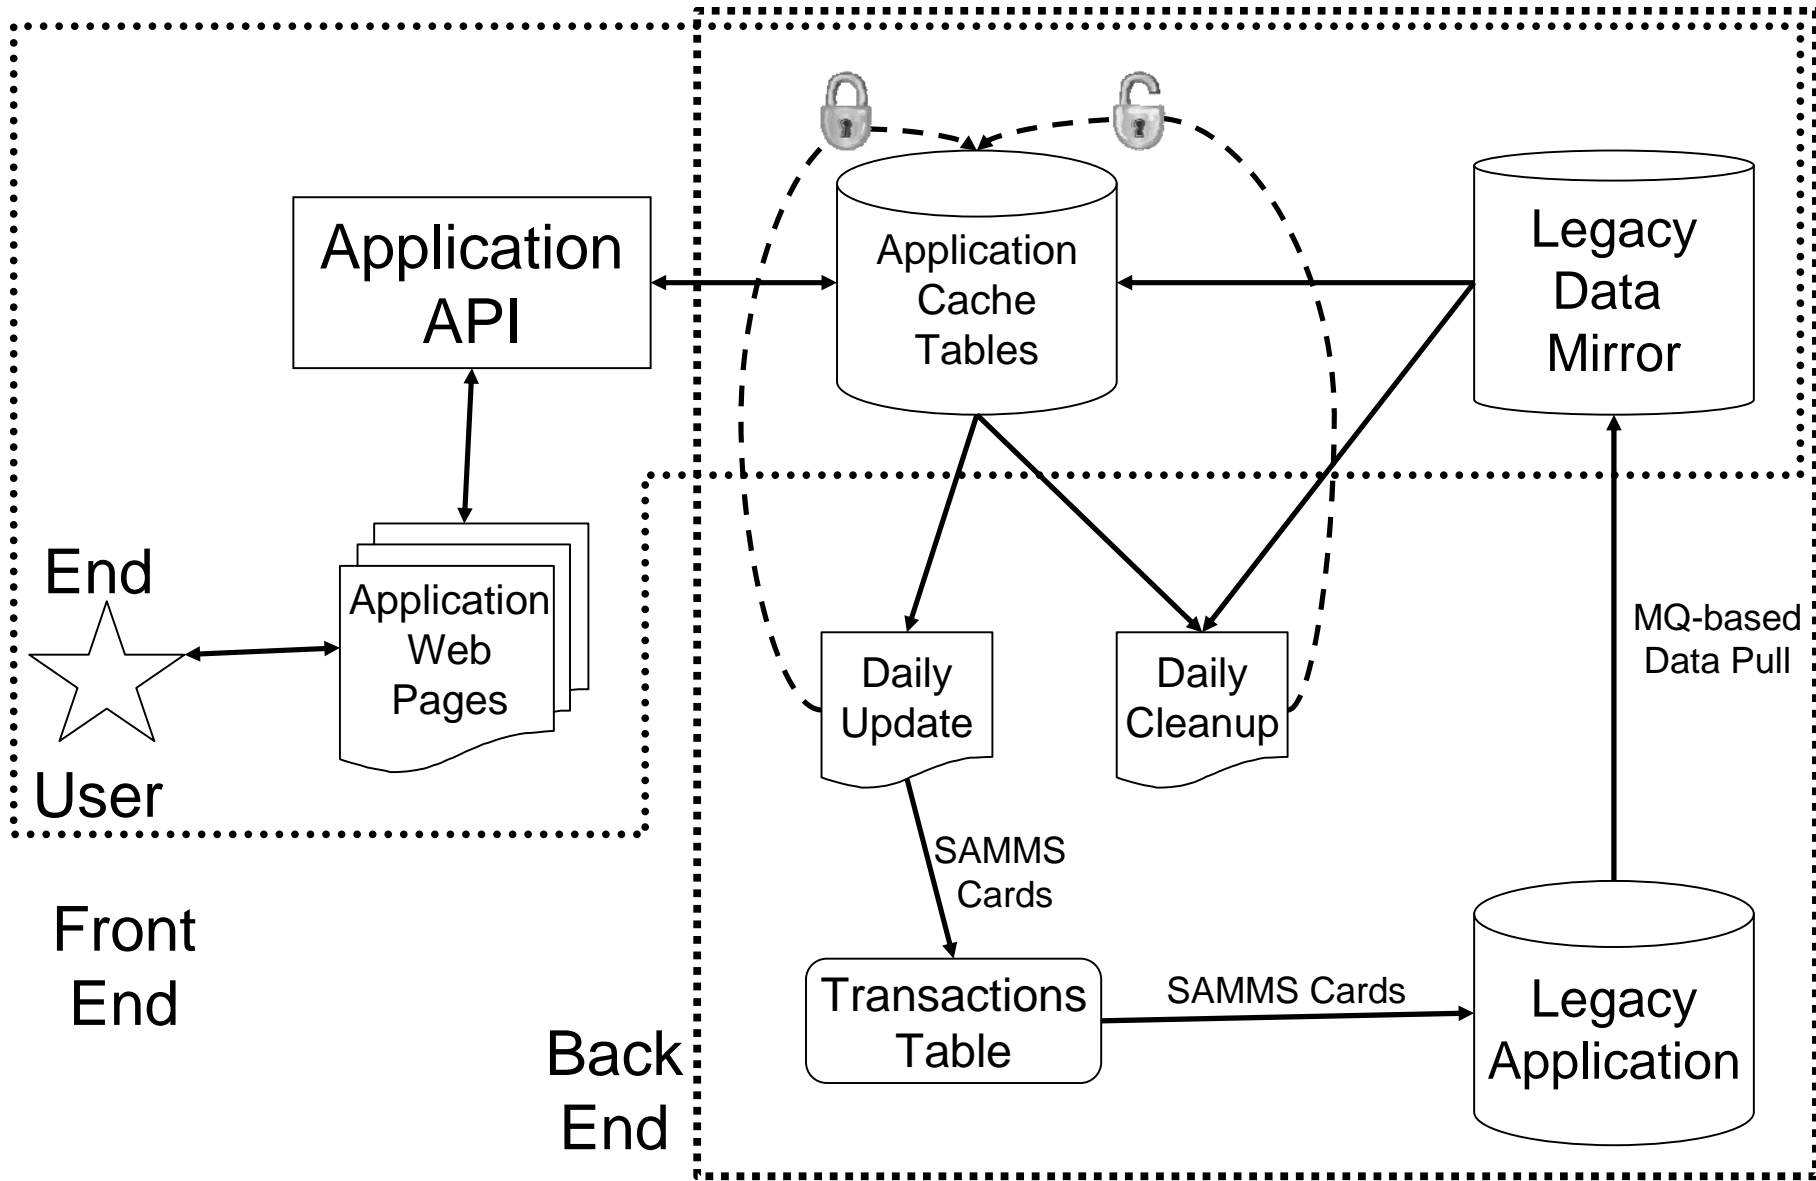 Application
API
Application
Cache
Tables
Legacy
Data
Mirror
End
User
Application
Web
Pages
Daily
Update
Daily
Cleanup
MQ-based
Data Pull
SAMMS
Cards
Front
End
Transactions
Table
SAMMS Cards
Legacy
Application
Back
End